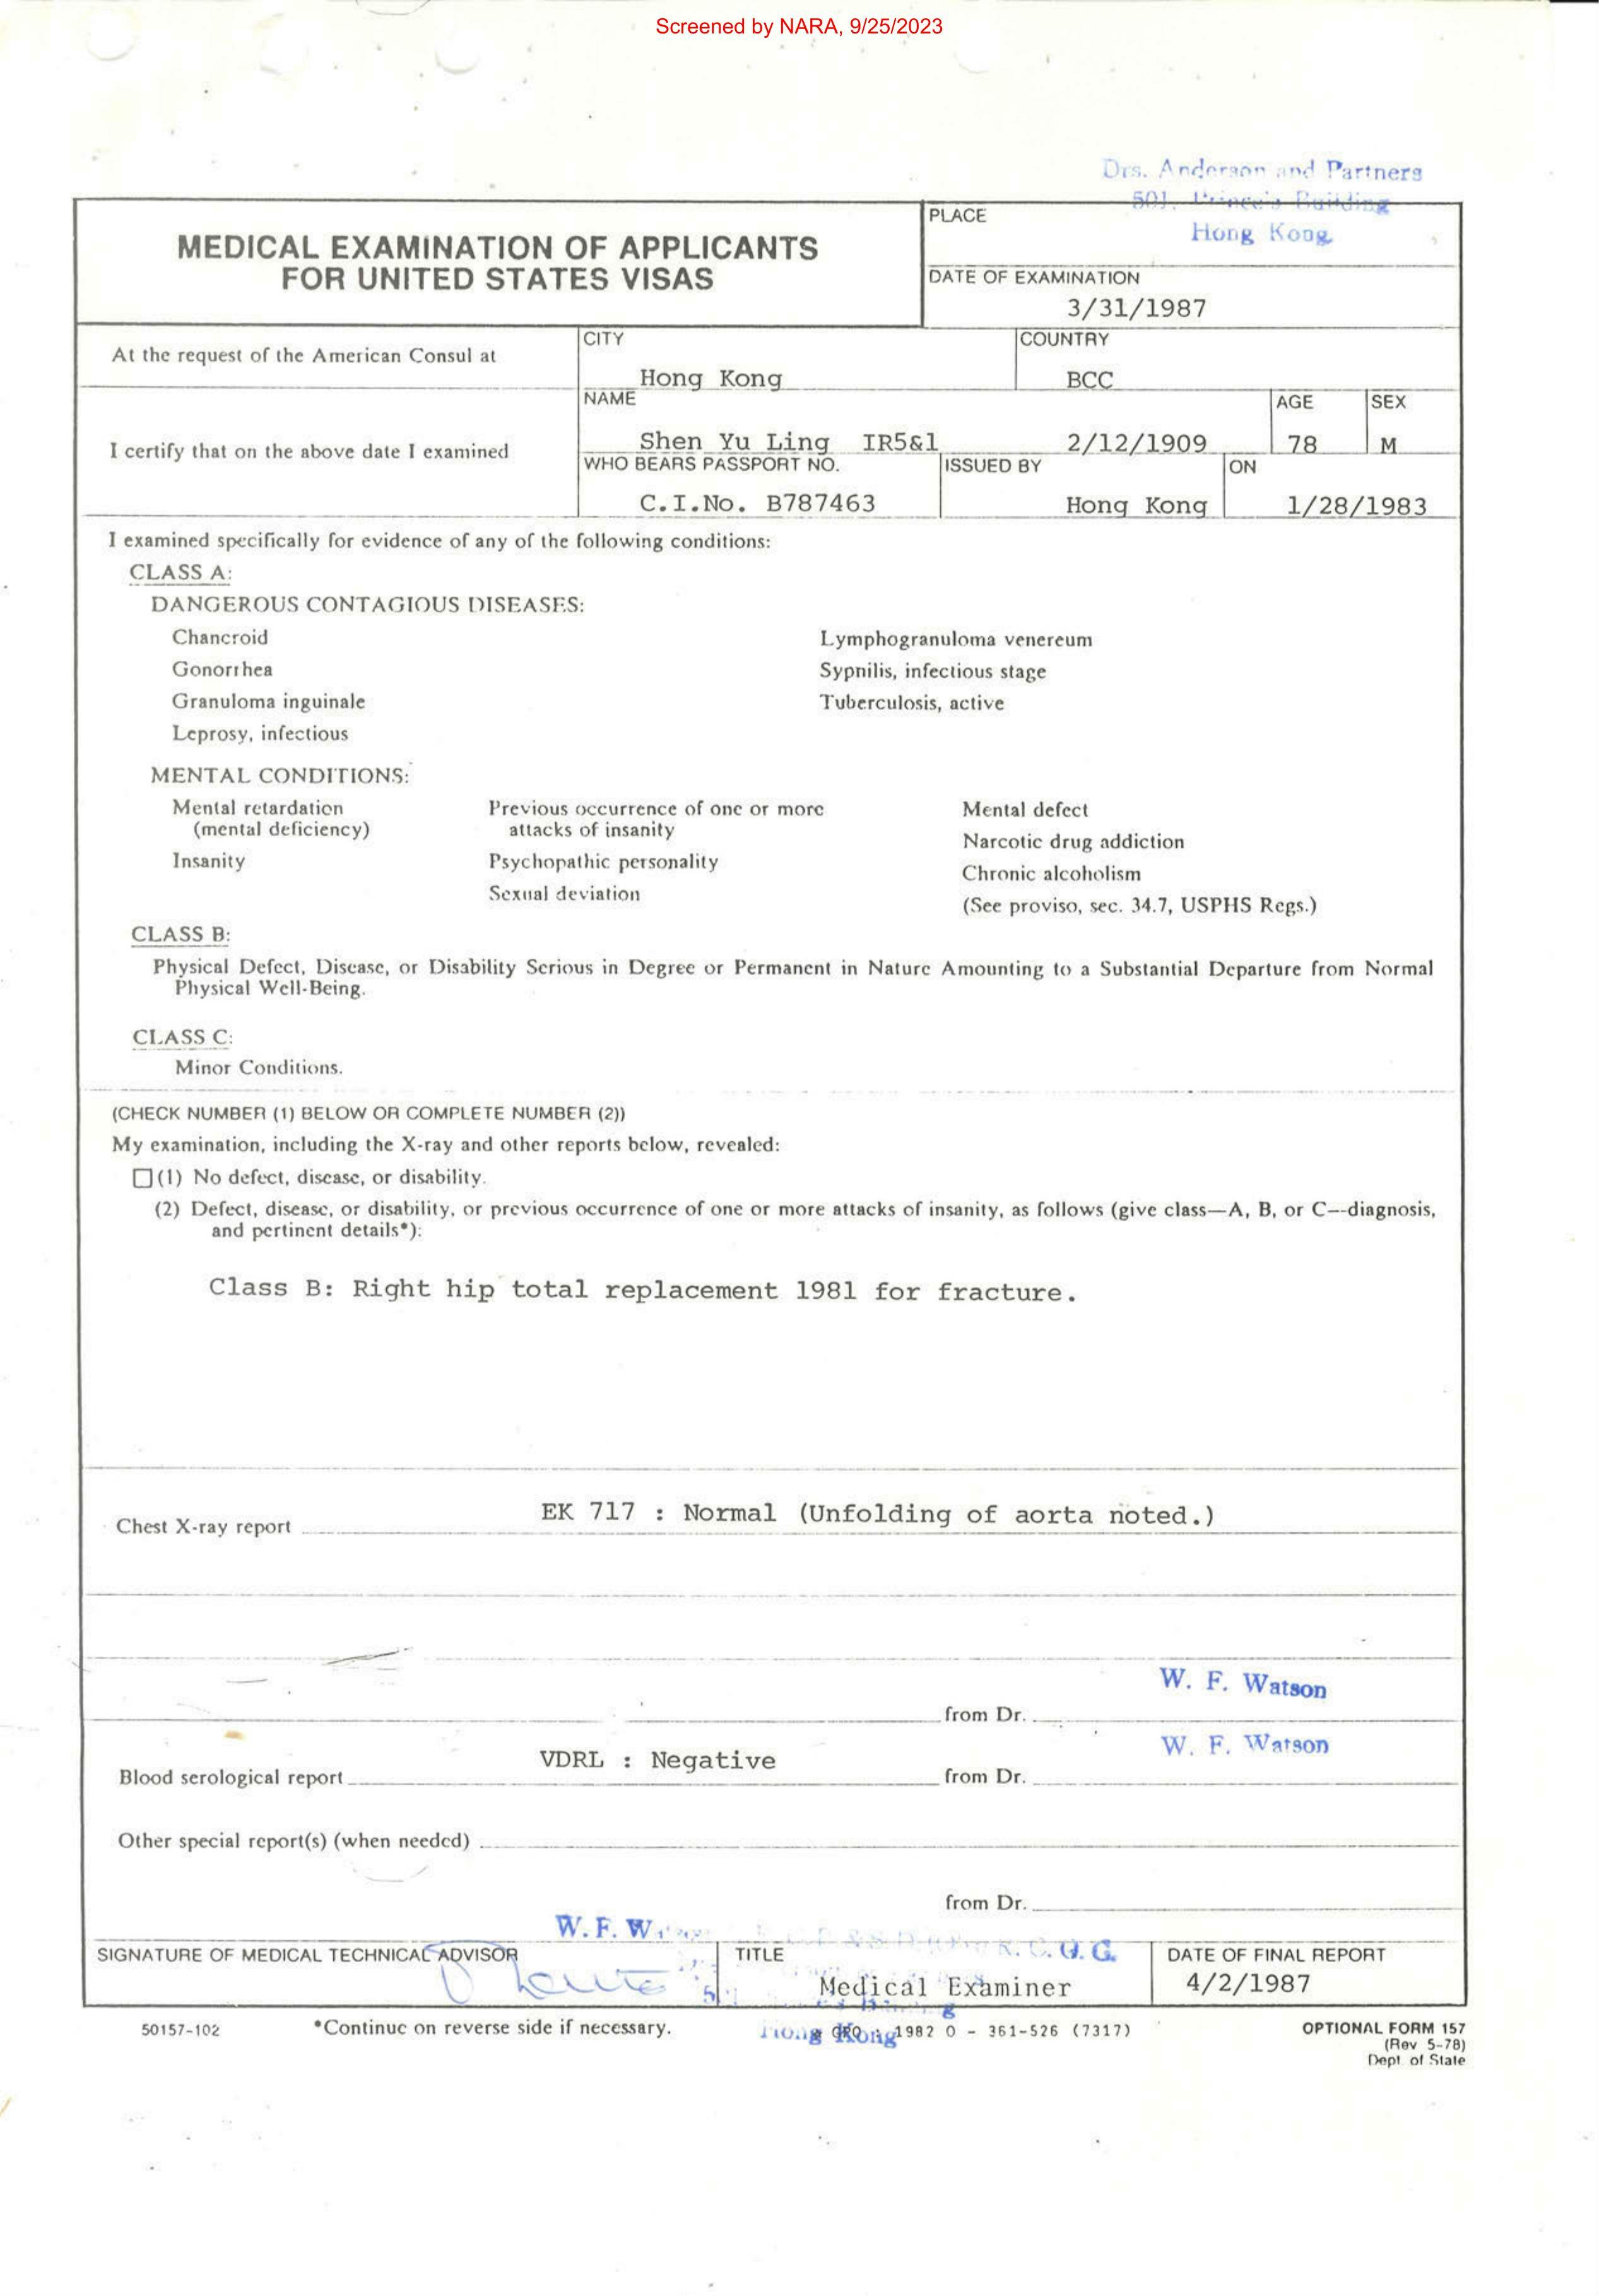 Screened by NARA, 9/25/2023
Drs. Anderson and Partners
501, Prince's Building
Hong Kong
MEDICAL EXAMINATION OF APPLICANTS
FOR UNITED STATES VISAS
PLACE
DATE OF EXAMINATION
3/31/1987
At the request of the American Consul at
CITY
Hong Kong
COUNTRY
BCC
I certify that on the above date I examined
NAME
Shen Yu Ling IR5&1 2/12/1909
AGE
78
SEX
M
WHO BEARS PASSPORT NO.
C.I.No. B787463
ISSUED BY
Hong Kong
ON
1/28/1983
I examined specifically for evidence of any of the following conditions:
CLASS A:
DANGEROUS CONTAGIOUS DISEASES:
Chancroid Lymphogranuloma venereum
Gonorrhea Sypnilis, infectious stage
Granuloma inguinale Tuberculosis, active
Leprosy, infectious
MENTAL CONDITIONS:
Mental retardation
(mental deficiency)
Insanity
Previous occurrence of one or more
attacks of insanity
Psychopathic personality
Sexual deviation
Mental defect
Narcotic drug addiction
Chronic alcoholism
(See proviso, sec. 34.7, USPHS Regs.)
CLASS B:
Physical Defect, Disease, or Disability Serious in Degree or Permanent in Nature Amounting to a Substantial Departure from Normal
Physical Well-Being.
CLASS C:
Minor Conditions.
(CHECK NUMBER (1) BELOW OR COMPLETE NUMBER (2))
My examination, including the X-ray and other reports below, revealed:
(1) No defect, disease, or disability.
(2) Defect, disease, or disability, or previous occurrence of one or more attacks of insanity, as follows (give class—A, B, or C—diagnosis,
and pertinent details*):
Class B: Right hip total replacement 1981 for fracture.
Chest X-ray report EK 717 : Normal (Unfolding of aorta noted.)
W. F. Watson
from Dr.
W. F. Watson
Blood serological report VDRL : Negative from Dr.
Other special report(s) (when needed)
from Dr.
W. F. R. C. O. G.
SIGNATURE OF MEDICAL TECHNICAL ADVISOR
TITLE
Medical Examiner
DATE OF FINAL REPORT
4/2/1987
Hong Kong
50157-102 *Continue on reverse side if necessary. GPO : 1982 O - 361-526 (7317) OPTIONAL FORM 157
(Rev 5-78)
Dept. of State